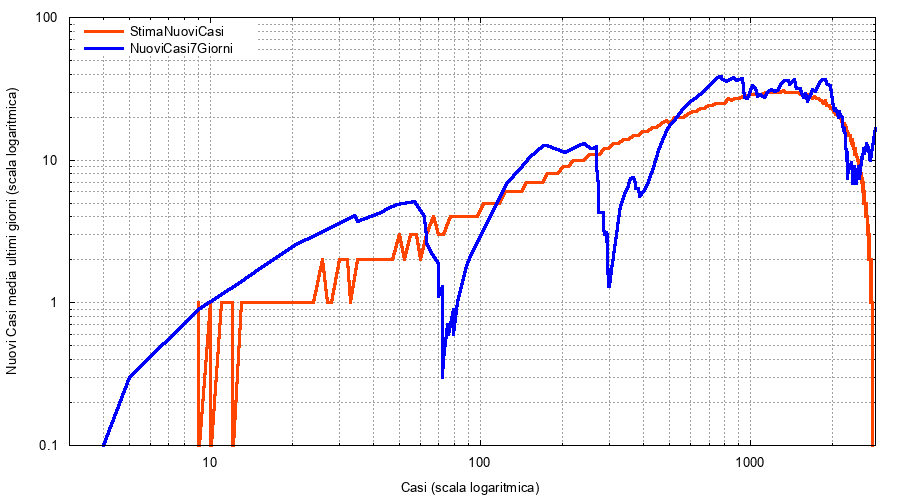 StimaNuoviCasi
NuoviCasi7Giorni
Nuovi Casi media ultimi giorni (scala logaritmica)
100
10
1
0.1
10 100 1000
Casi (scala logaritmica)